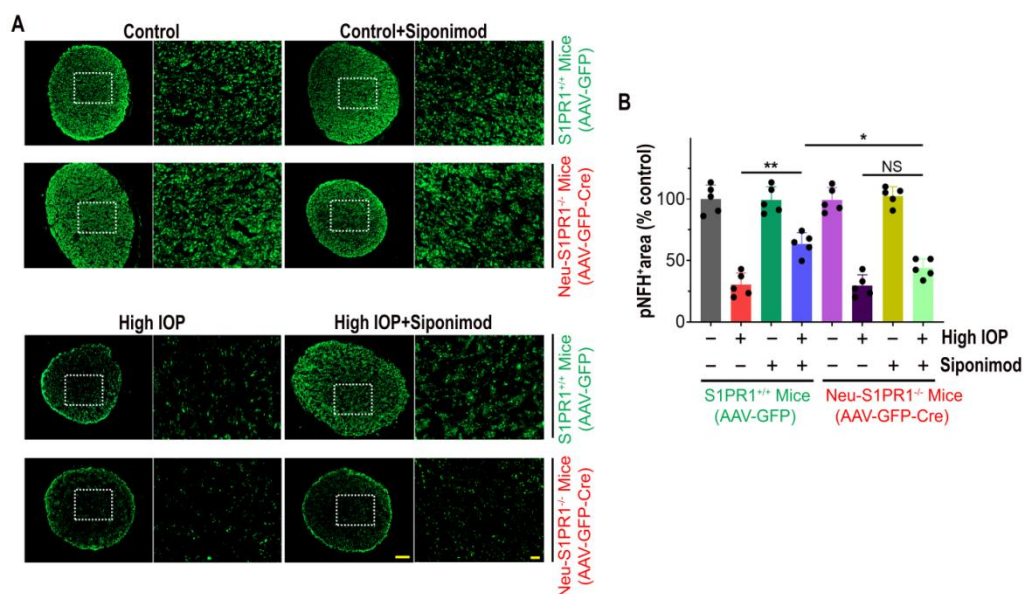 A
Control
Control+Siponimod
S1PR1+/+ Mice
(AAV-GFP)
Neu-S1PR1-/- Mice
(AAV-GFP-Cre)
High IOP
High IOP+Siponimod
S1PR1+/+ Mice
(AAV-GFP)
Neu-S1PR1-/- Mice
(AAV-GFP-Cre)
B
*
**
NS
pNFH+area (% control)
100
50
0
− + − + − + − + High IOP
− − + + − − + + Siponimod
S1PR1+/+ Mice
(AAV-GFP)
Neu-S1PR1-/- Mice
(AAV-GFP-Cre)